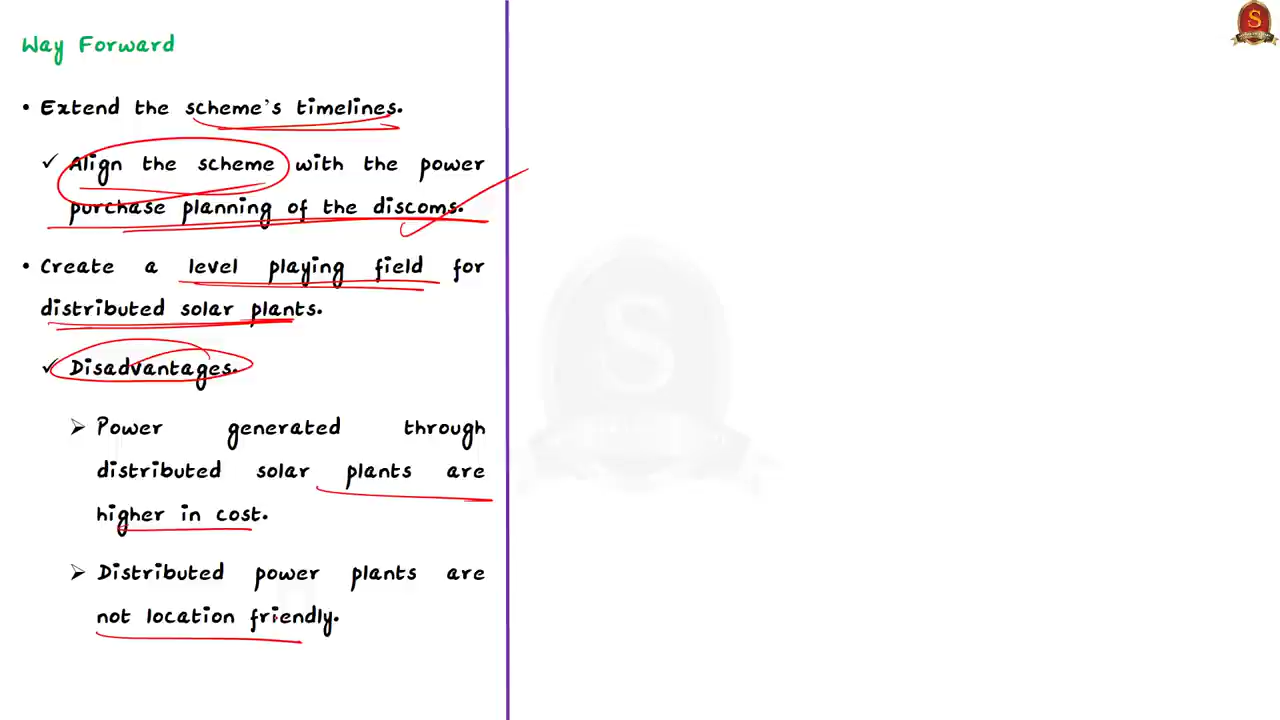 Way Forward
• Extend the scheme's timelines.
✓ Align the scheme with the power
purchase planning of the discoms.
• Create a level playing field for
distributed solar plants.
✓ Disadvantages.
➢ Power generated through
distributed solar plants are
higher in cost.
➢ Distributed power plants are
not location friendly.
S
S